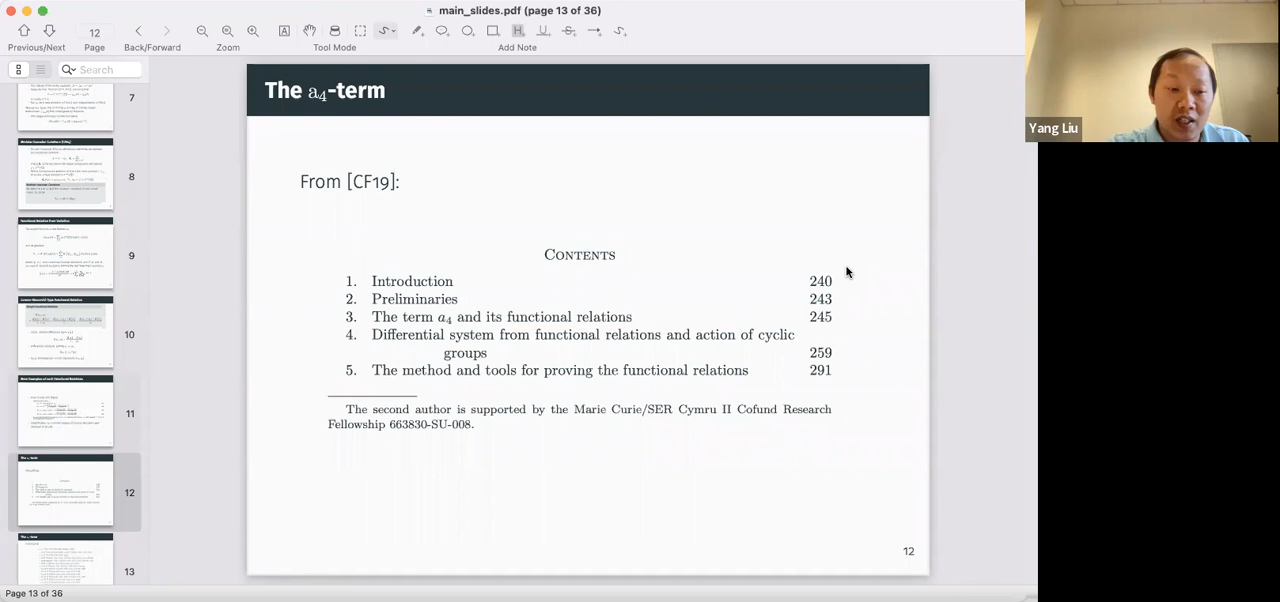 main_slides.pdf (page 13 of 36)
12
Search
Previous/Next
Page
Back/Forward
Zoom
Tool Mode
Add Note
7
8
9
10
11
12
13
The a₄-term
The a₄-term
From [CF19]:
CONTENTS
1. Introduction 240
2. Preliminaries 243
3. The term a₄ and its functional relations 245
4. Differential system from functional relations and action of cyclic
groups 259
5. The method and tools for proving the functional relations 291
The second author is supported by the Marie Curie/SER Cymru II Cofund Research
Fellowship 663830-SU-008.
12
Page 13 of 36
Yang Liu